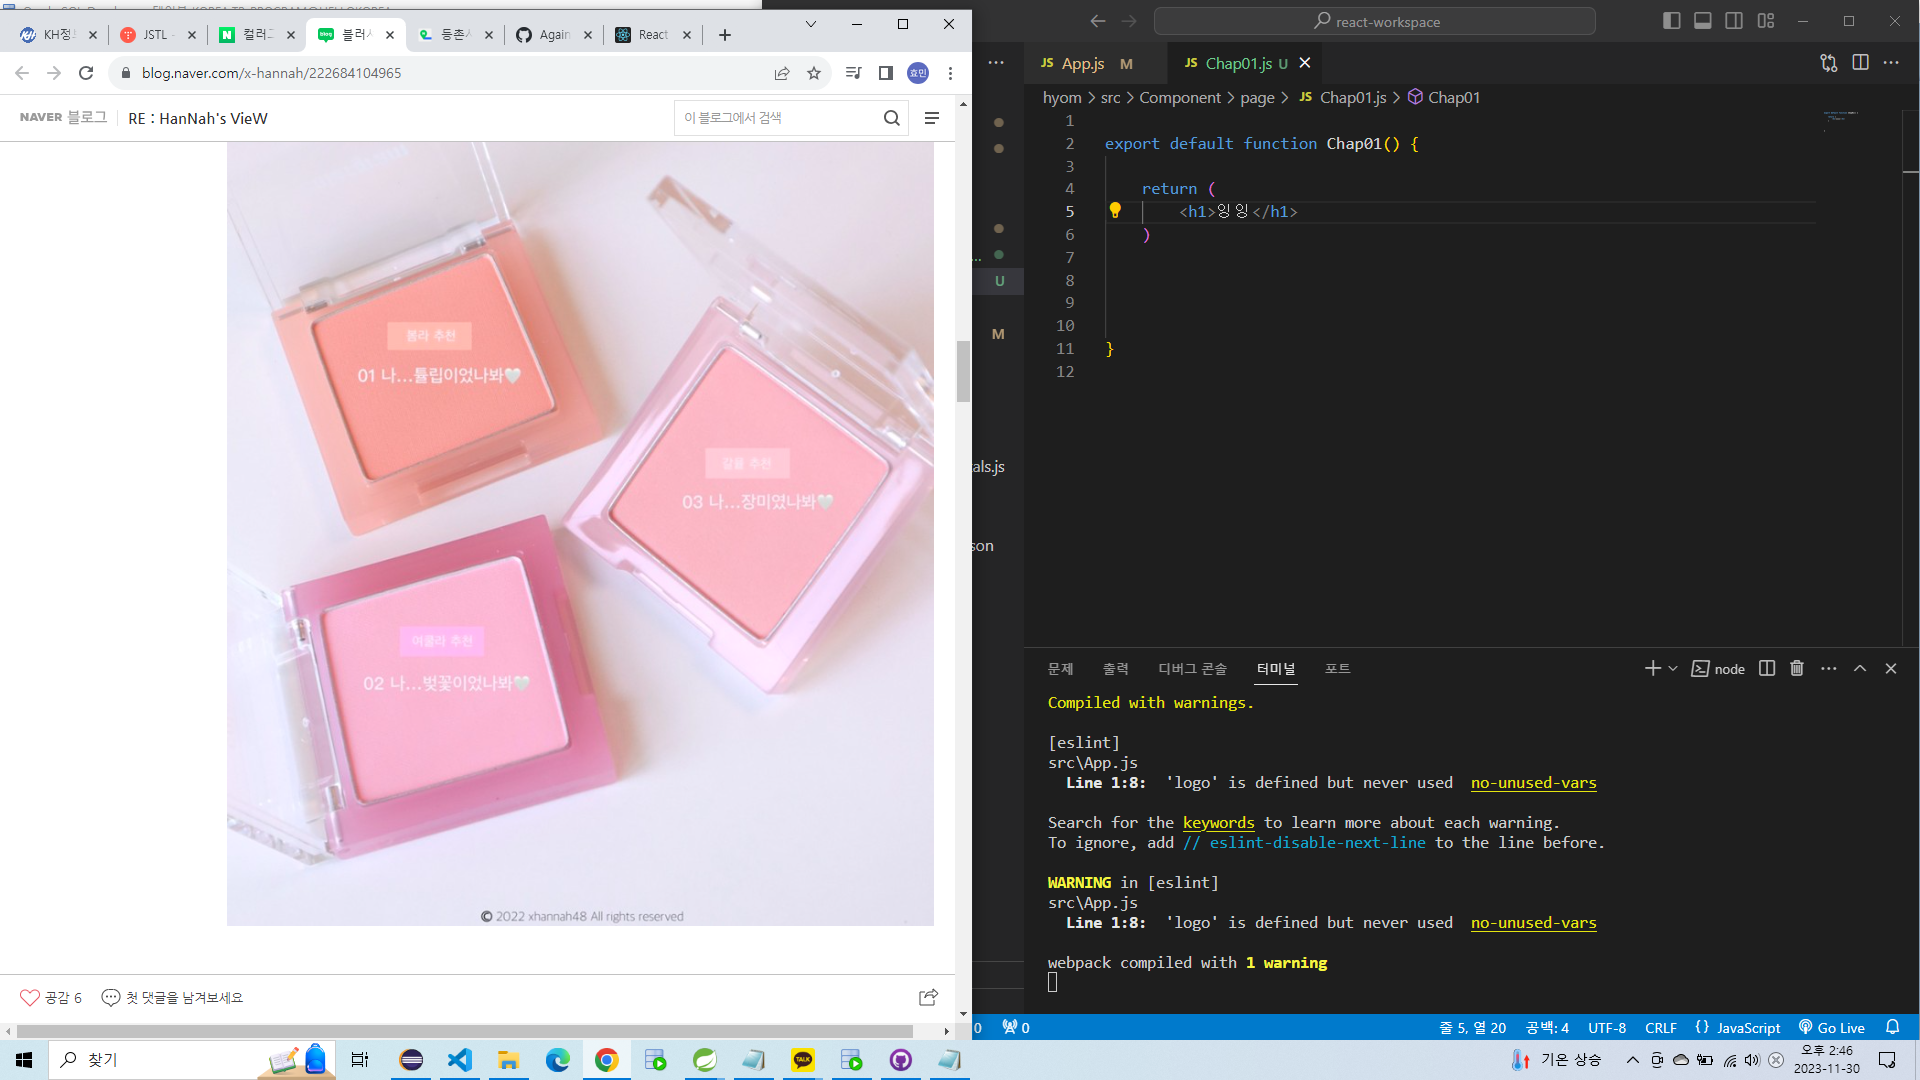 KH정보
JSTL -
컬러그
블러셔
등촌샤
Again
React
blog.naver.com/x-hannah/222684104965
효민
NAVER 블로그
RE : HanNah's VieW
이 블로그에서 검색
봄라 추천
01 나...튤립이었나봐🤍
갈뮽 추천
03 나...장미였나봐🤍
여쿨라 추천
02 나...벚꽃이었나봐🤍
© 2022 xhannah48 All rights reserved
공감 6
첫 댓글을 남겨보세요
react-workspace
JS App.js M
JS Chap01.js U
hyom > src > Component > page > JS Chap01.js > Chap01
1
2 export default function Chap01() {
3
4 return (
5 <h1>잉잉</h1>
6 )
7
8
9
10
11 }
12
...
U
M
als.js
son
문제 출력 디버그 콘솔 터미널 포트
node
Compiled with warnings.
[eslint]
src\App.js
Line 1:8: 'logo' is defined but never used no-unused-vars
Search for the keywords to learn more about each warning.
To ignore, add // eslint-disable-next-line to the line before.
WARNING in [eslint]
src\App.js
Line 1:8: 'logo' is defined but never used no-unused-vars
webpack compiled with 1 warning
0 0
줄 5, 열 20 공백: 4 UTF-8 CRLF {} JavaScript Go Live
찾기
TALK
기온 상승
오후 2:46
2023-11-30